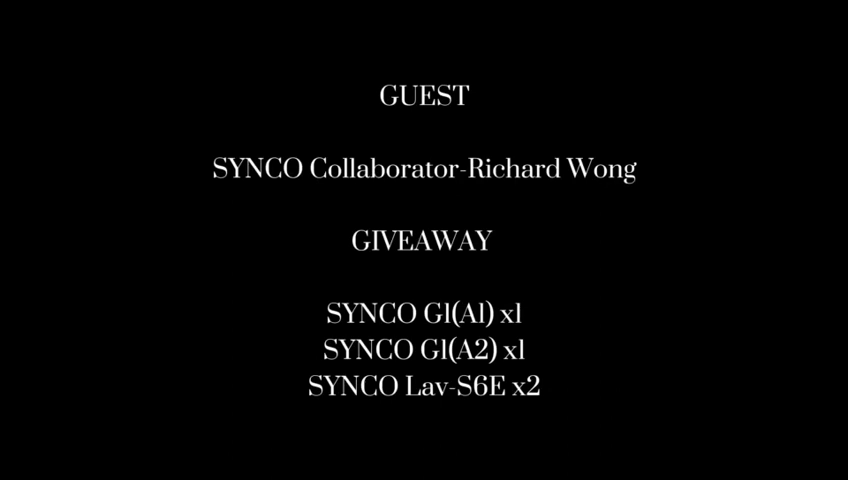 GUEST
SYNCO Collaborator-Richard Wong
GIVEAWAY
SYNCO G1(A1) x1
SYNCO G1(A2) x1
SYNCO Lav-S6E x2